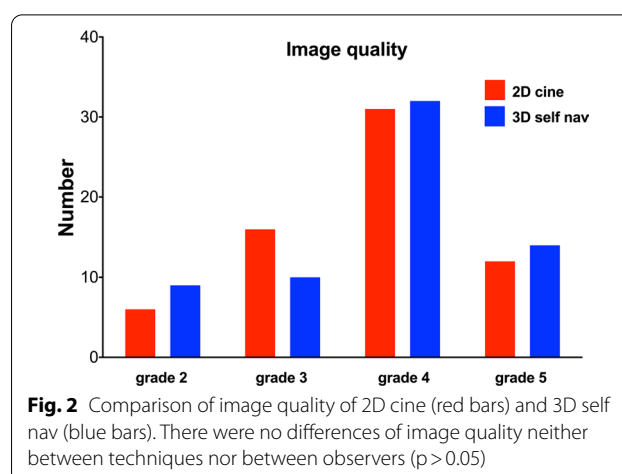 Image quality
40
30
20
10
0
Number
2D cine
3D self nav
grade 2 grade 3 grade 4 grade 5
Fig. 2 Comparison of image quality of 2D cine (red bars) and 3D self
nav (blue bars). There were no differences of image quality neither
between techniques nor between observers (p > 0.05)